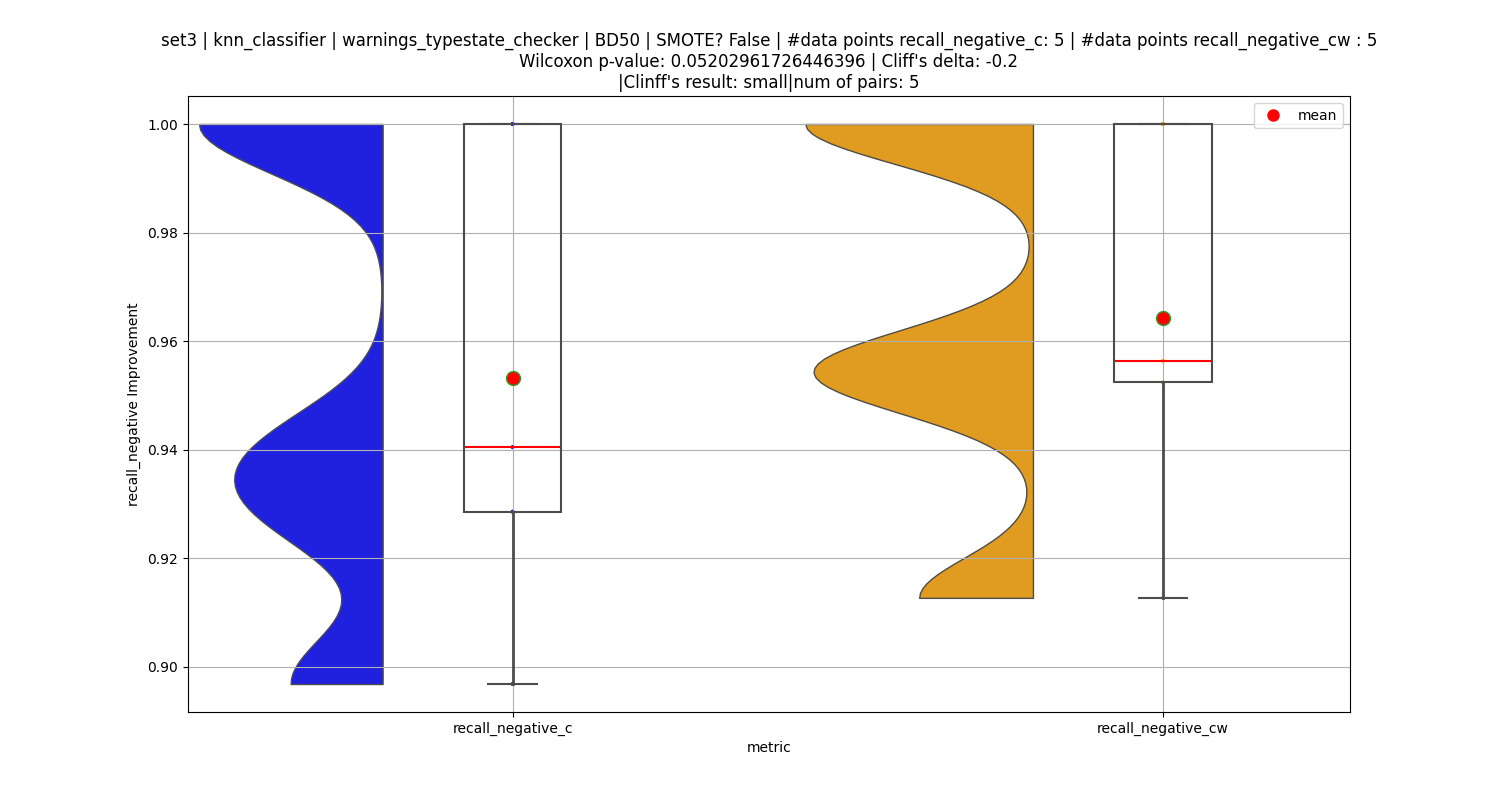 set3 | knn_classifier | warnings_typestate_checker | BD50 | SMOTE? False | #data points recall_negative_c: 5 | #data points recall_negative_cw : 5
Wilcoxon p-value: 0.05202961726446396 | Cliff's delta: -0.2
|Clinff's result: small|num of pairs: 5
mean
1.00
0.98
0.96
0.94
0.92
0.90
recall_negative Improvement
recall_negative_c
recall_negative_cw
metric